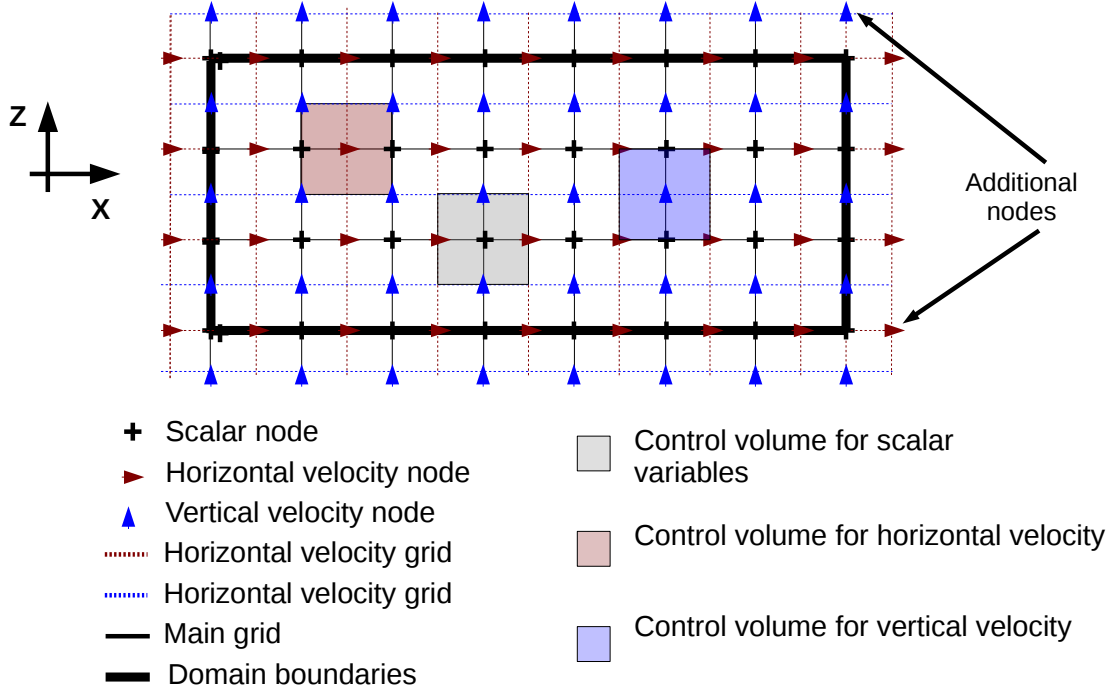 Z
X
Additional
nodes
Scalar node
Horizontal velocity node
Vertical velocity node
Horizontal velocity grid
Horizontal velocity grid
Main grid
Domain boundaries
Control volume for scalar
variables
Control volume for horizontal velocity
Control volume for vertical velocity